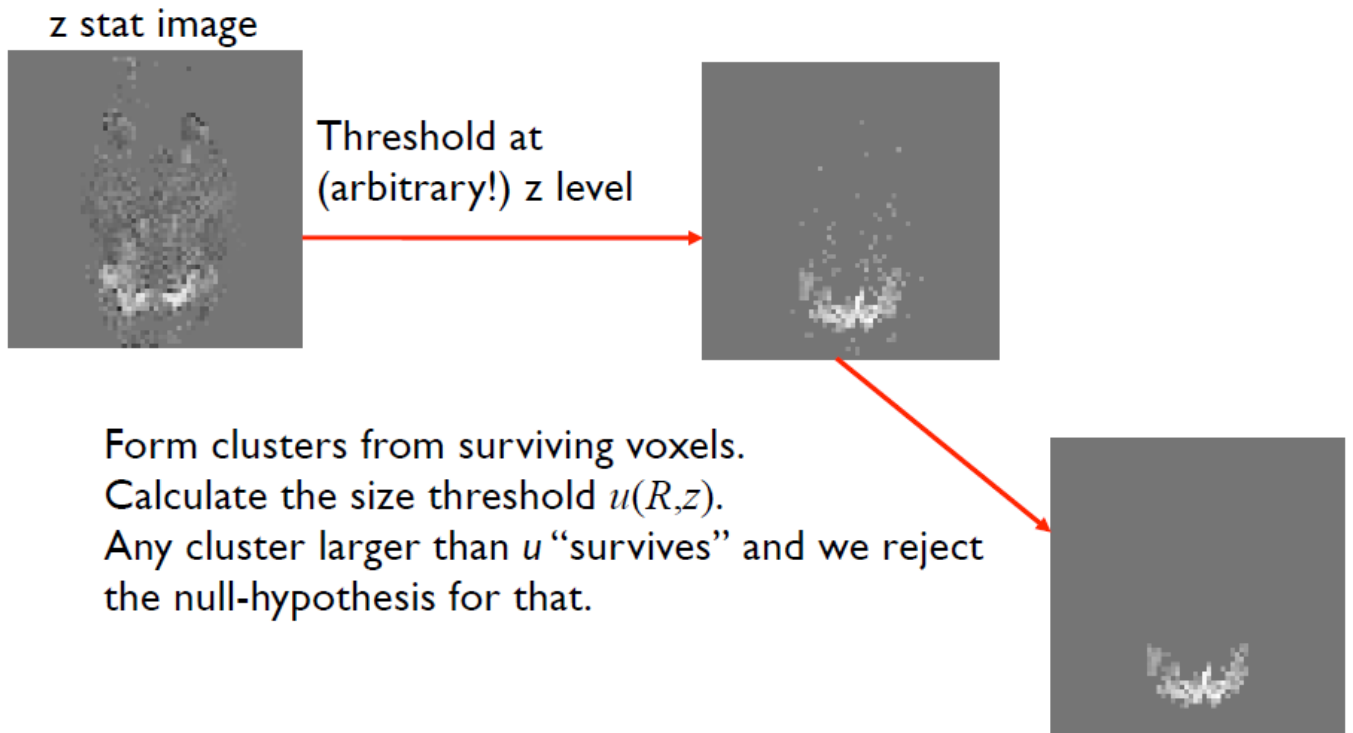 z stat image
Threshold at
(arbitrary!) z level
Form clusters from surviving voxels.
Calculate the size threshold u(R,z).
Any cluster larger than u “survives” and we reject
the null-hypothesis for that.